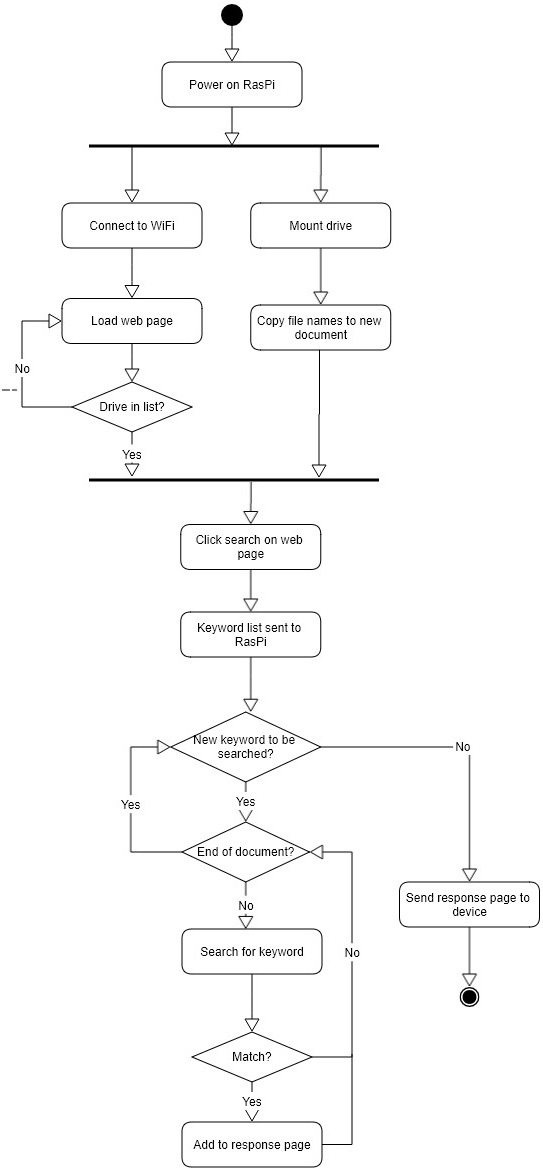 Power on RasPi
Connect to WiFi
Mount drive
Load web page
Copy file names to new
document
No
Drive in list?
Yes
Click search on web
page
Keyword list sent to
RasPi
New keyword to be
searched?
No
Yes
Yes
End of document?
No
Send response page to
device
Search for keyword
No
Match?
Yes
Add to response page